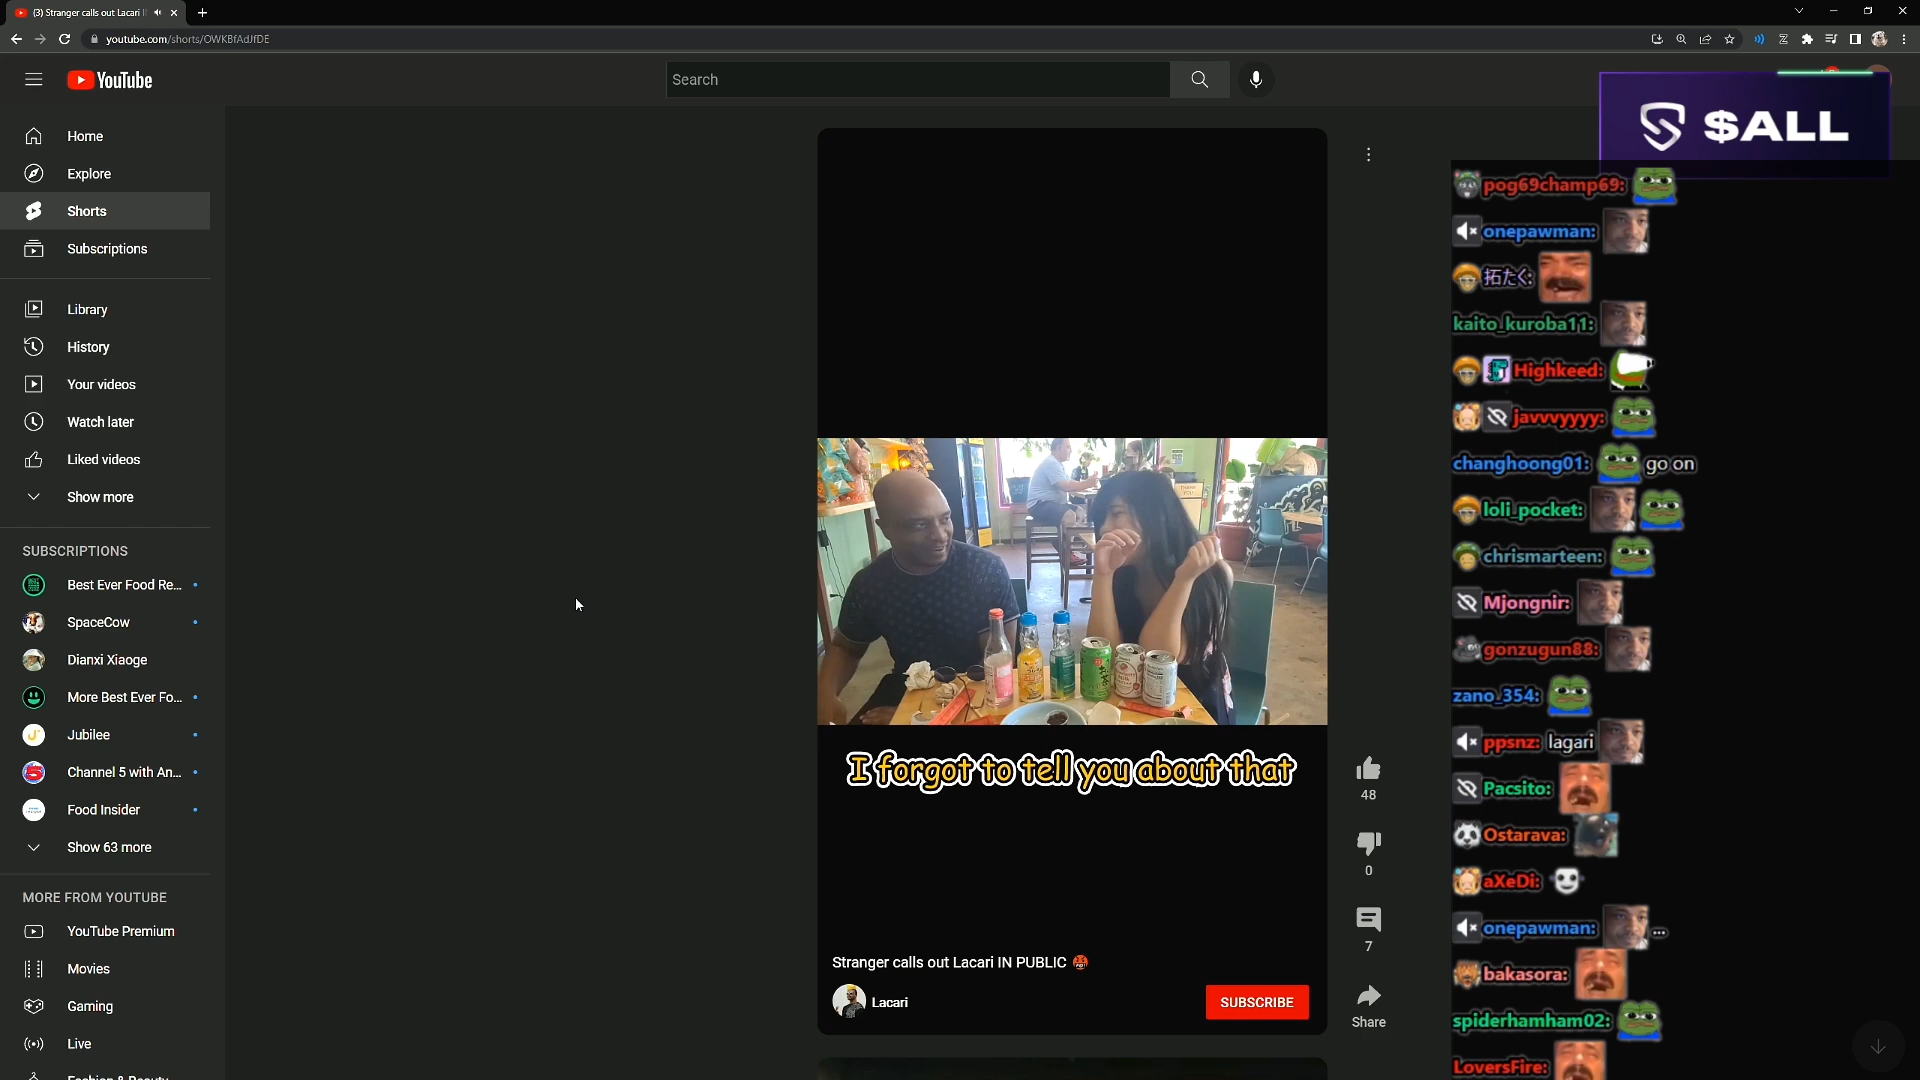 (3) Stranger calls out Lacari I
youtube.com/shorts/OWKBfAdJfDE
YouTube
Search
$ALL
Home
Explore
Shorts
Subscriptions
Library
History
Your videos
Watch later
Liked videos
Show more
SUBSCRIPTIONS
Best Ever Food Re...
SpaceCow
Dianxi Xiaoge
More Best Ever Fo...
Jubilee
Channel 5 with An...
Food Insider
Show 63 more
MORE FROM YOUTUBE
YouTube Premium
Movies
Gaming
Live
Fashion & Beauty
THANK YOU
I forgot to tell you about that
Stranger calls out Lacari IN PUBLIC
Lacari
SUBSCRIBE
48
0
7
Share
pog69champ69:
onepawman:
拓たく:
kaito_kuroba11:
Highkeed:
javvvyyyy:
changhoong01: go on
loli_pocket:
chrismarteen:
Mjongnir:
gonzugun88:
zano_354:
ppsnz: lagari
Pacsito:
Ostarava:
aXeDi:
onepawman: ...
bakasora:
spiderhamham02:
LoversFire: